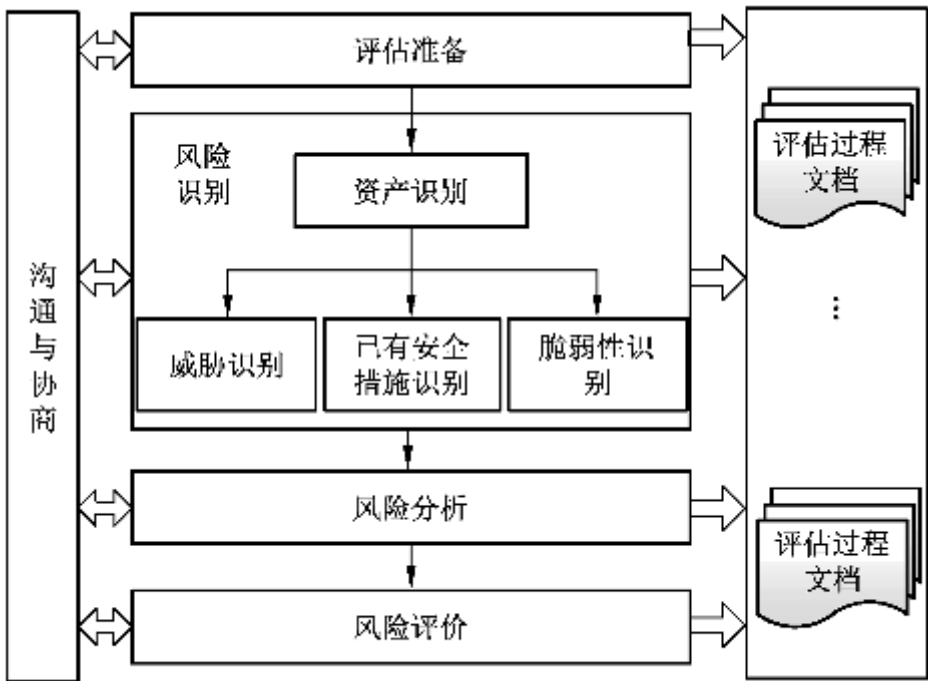 评估准备
风险
识别
资产识别
威胁识别
已有安全
措施识别
脆弱性识
别
风险分析
风险评价
沟
通
与
协
商
评估过程
文档
…
评估过程
文档